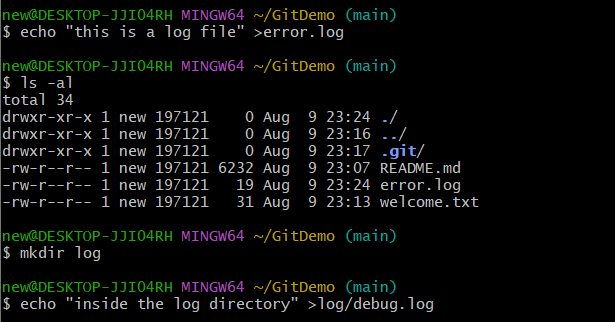 new@DESKTOP-JJIO4RH MINGW64 ~/GitDemo (main)
$ echo "this is a log file" >error.log
new@DESKTOP-JJIO4RH MINGW64 ~/GitDemo (main)
$ ls -al
total 34
drwxr-xr-x 1 new 197121    0 Aug  9 23:24 ./
drwxr-xr-x 1 new 197121    0 Aug  9 23:16 ../
drwxr-xr-x 1 new 197121    0 Aug  9 23:17 .git/
-rw-r--r-- 1 new 197121 6232 Aug  9 23:07 README.md
-rw-r--r-- 1 new 197121   19 Aug  9 23:24 error.log
-rw-r--r-- 1 new 197121   31 Aug  9 23:13 welcome.txt
new@DESKTOP-JJIO4RH MINGW64 ~/GitDemo (main)
$ mkdir log
new@DESKTOP-JJIO4RH MINGW64 ~/GitDemo (main)
$ echo "inside the log directory" >log/debug.log